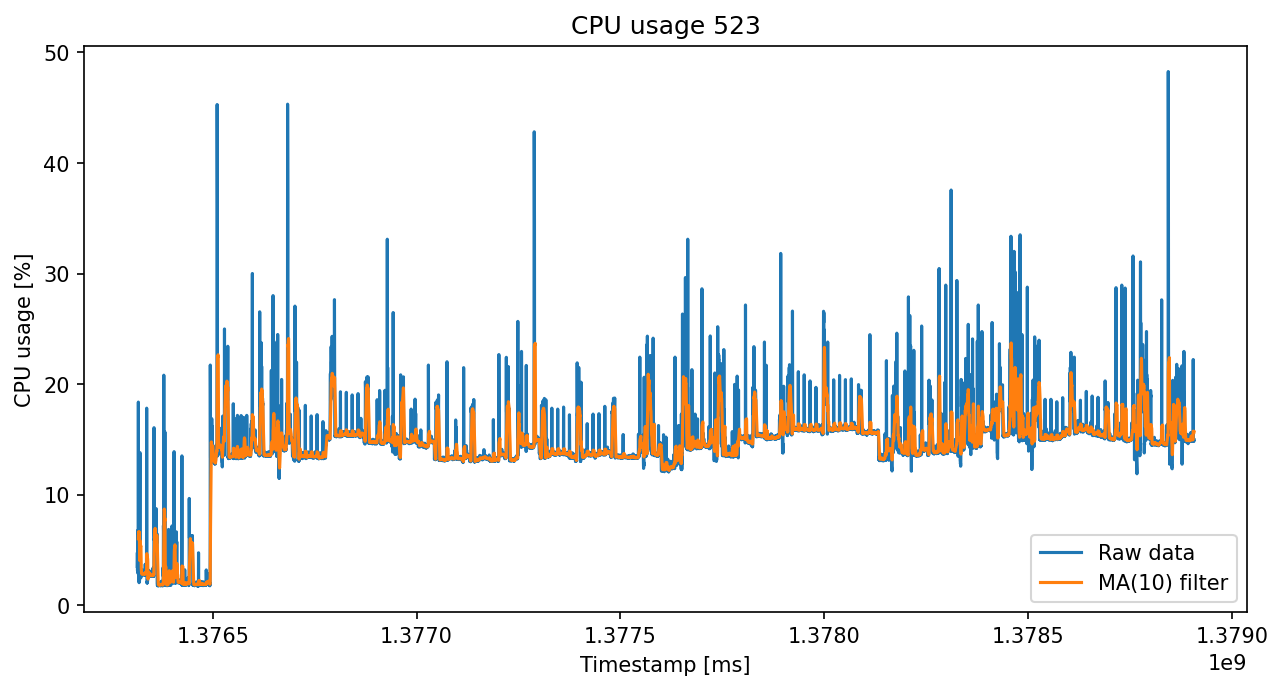 CPU usage 523
CPU usage [%]
50
40
30
20
10
0
Raw data
MA(10) filter
1.3765 1.3770 1.3775 1.3780 1.3785 1.3790
1e9
Timestamp [ms]